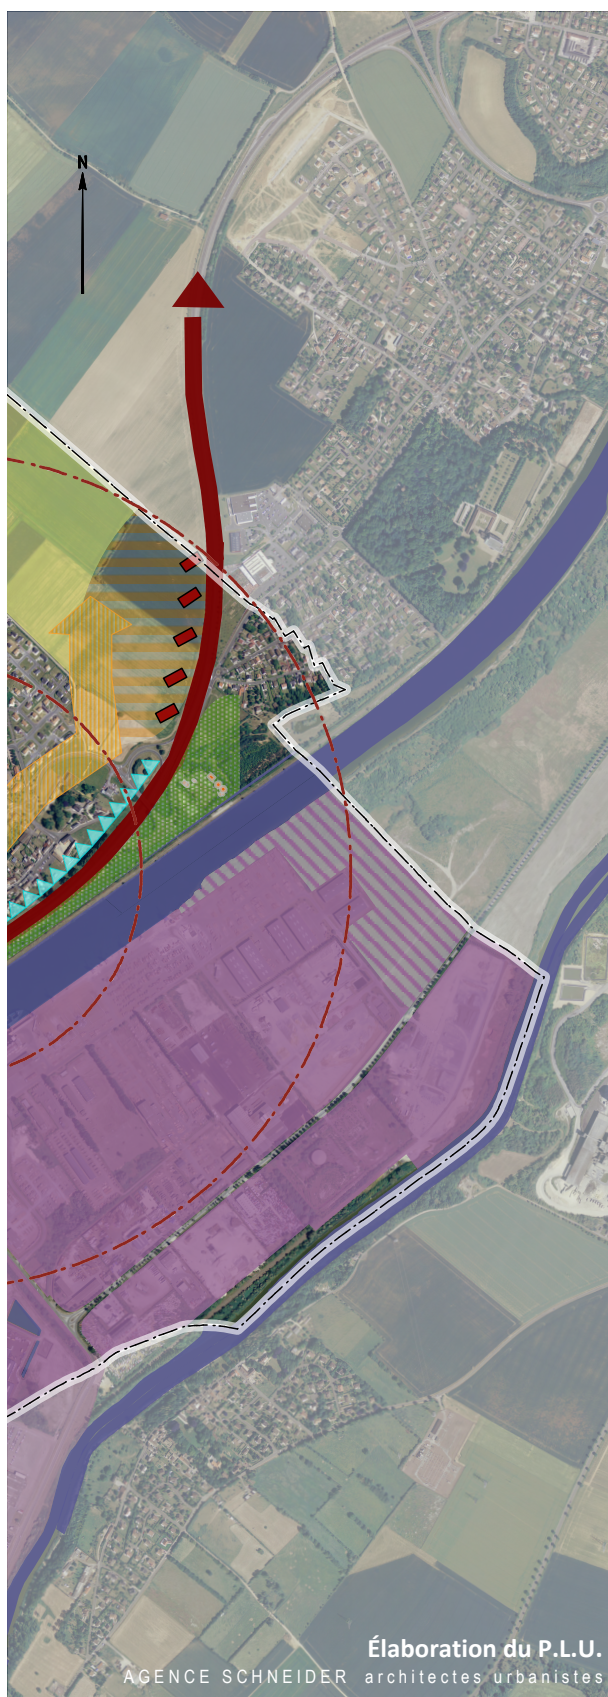 N
Élaboration du P.L.U.
AGENCE SCHNEIDER architectes urbanistes